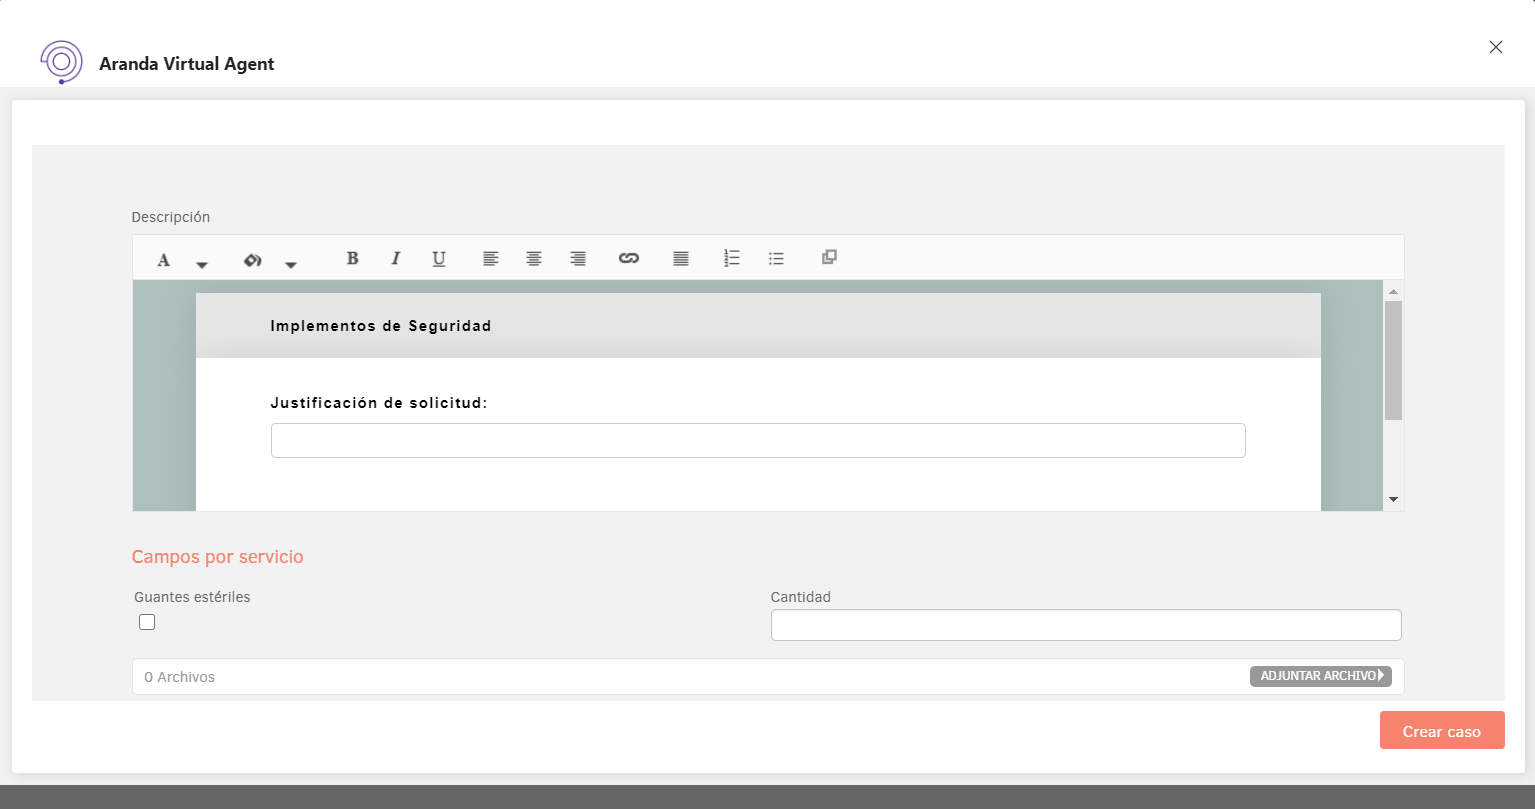 Aranda Virtual Agent
Descripción
A B I U
Implementos de Seguridad
Justificación de solicitud:
Campos por servicio
Guantes estériles
Cantidad
0 Archivos
ADJUNTAR ARCHIVO
Crear caso